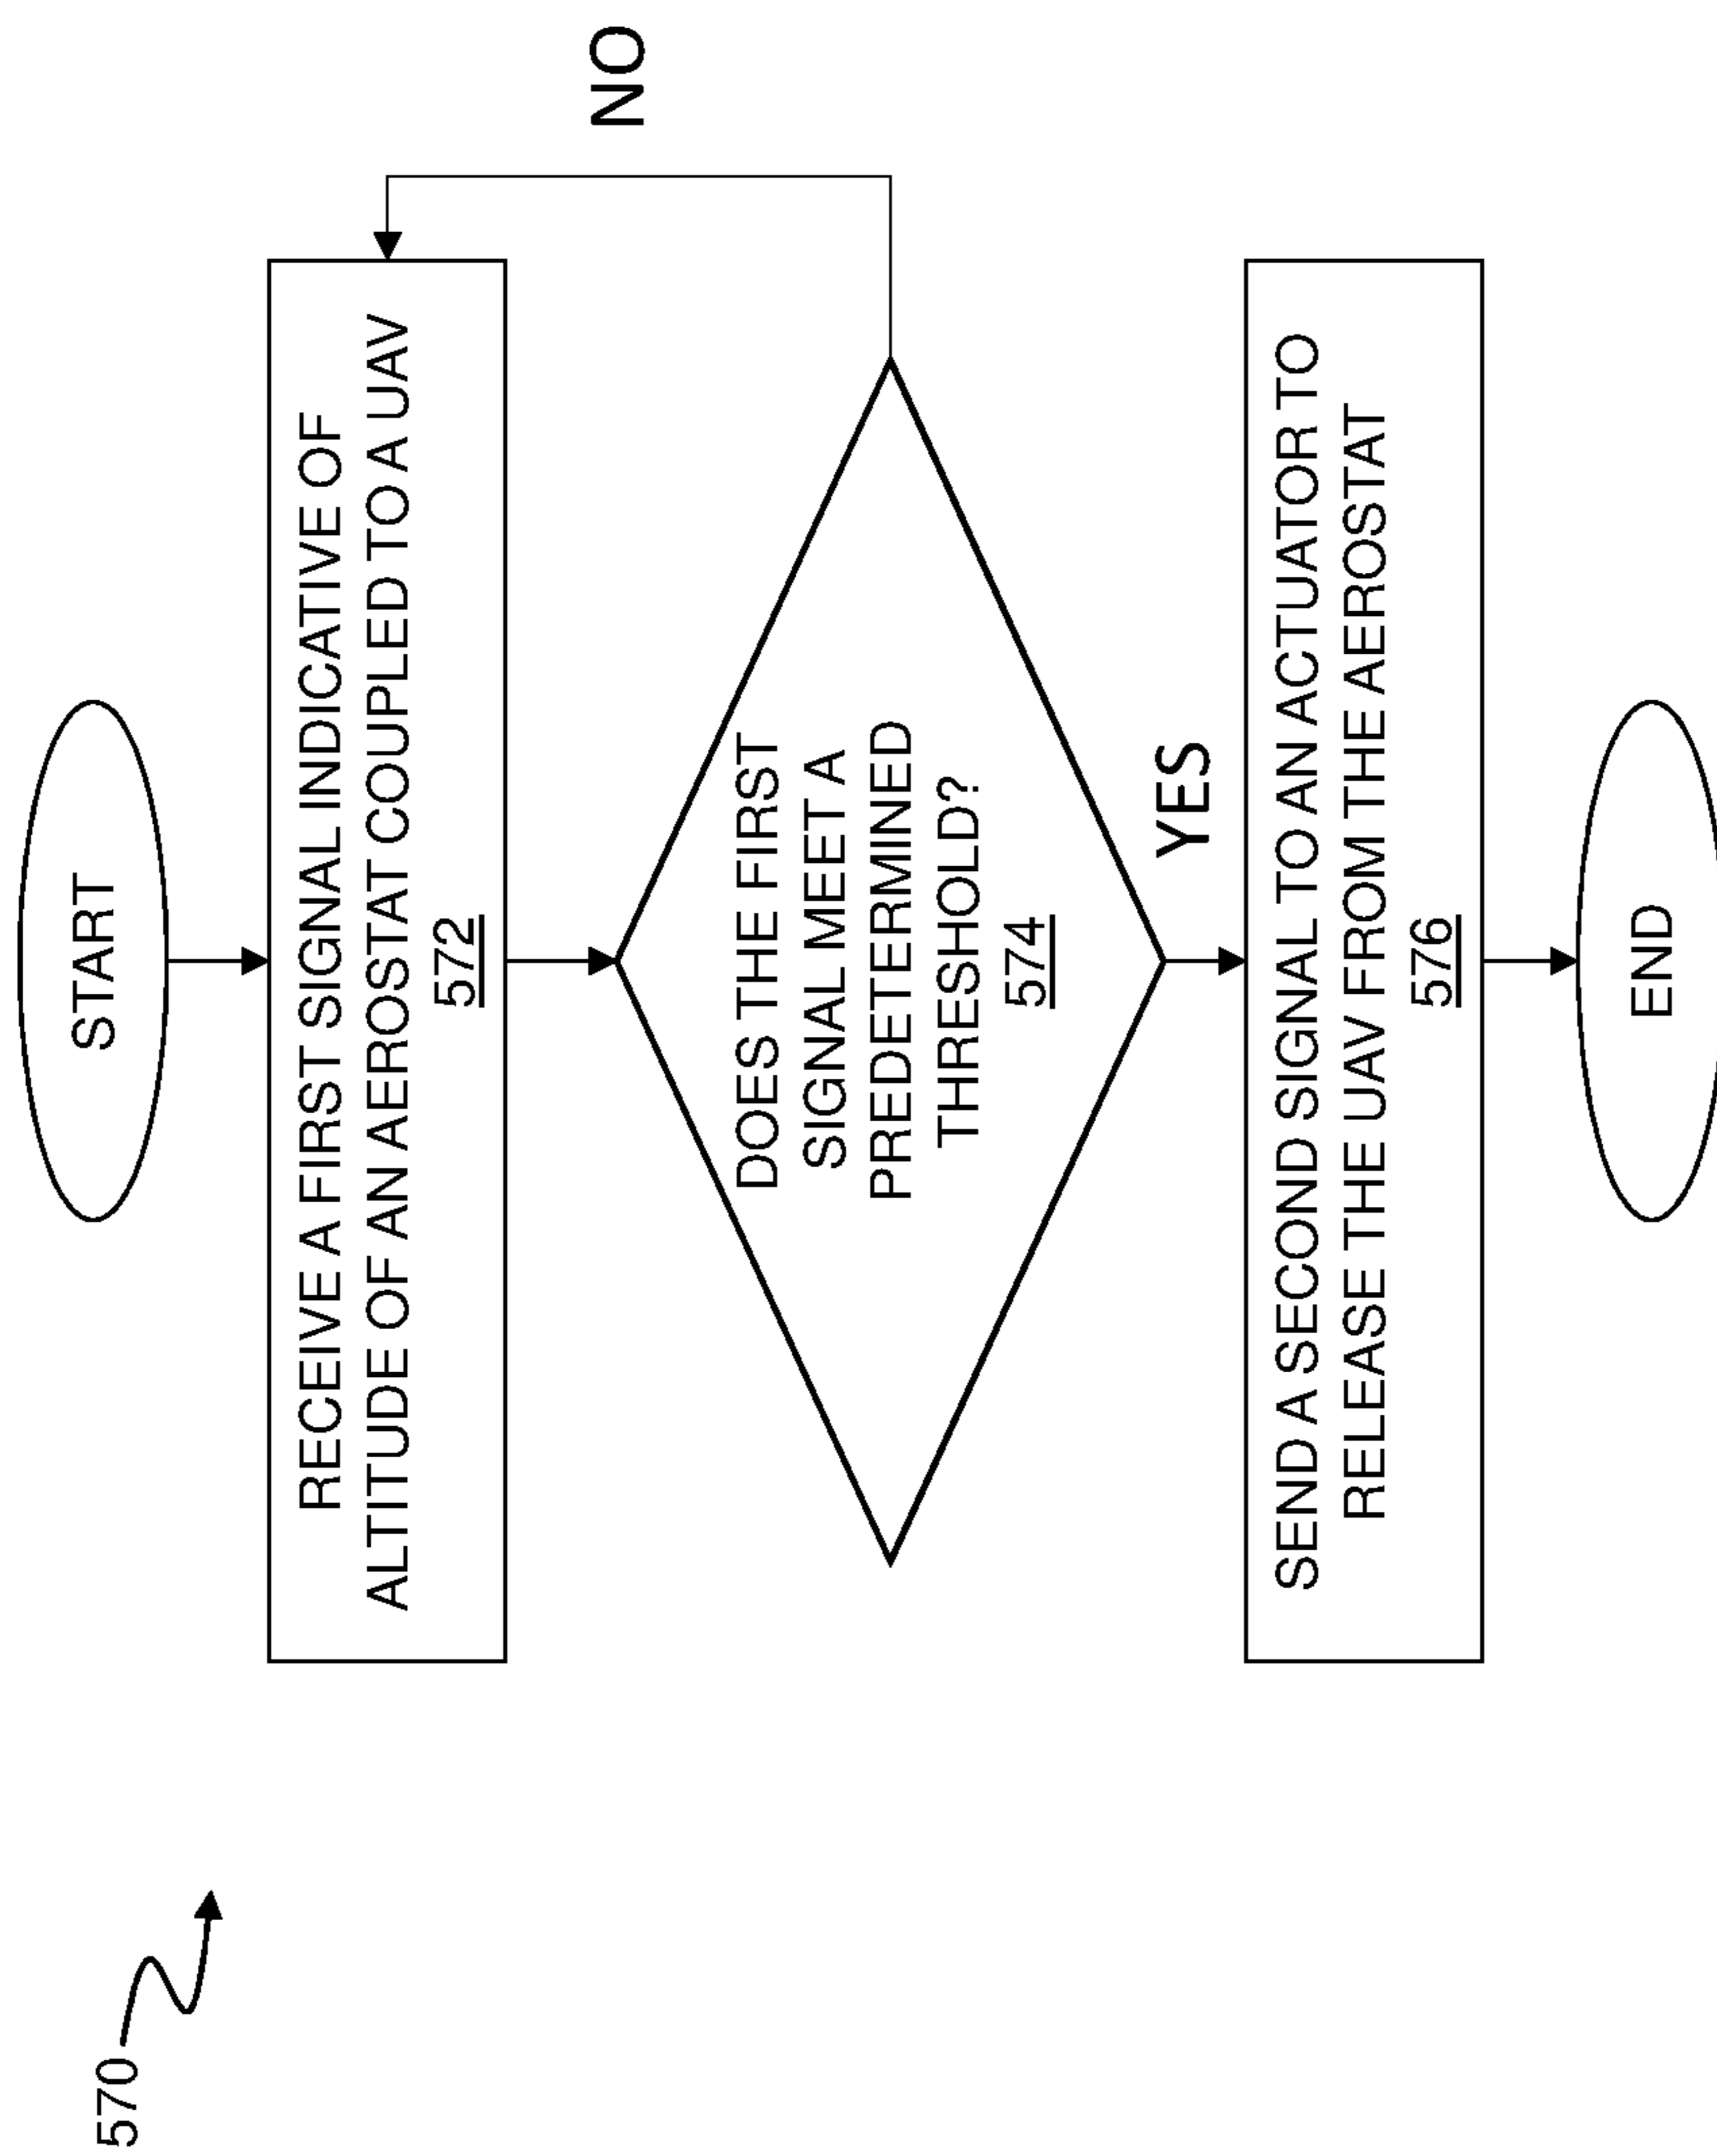 570
START
RECEIVE A FIRST SIGNAL INDICATIVE OF
ALTITUDE OF AN AEROSTAT COUPLED TO A UAV
572
DOES THE FIRST
SIGNAL MEET A
PREDETERMINED
THRESHOLD?
574
NO
YES
SEND A SECOND SIGNAL TO AN ACTUATOR TO
RELEASE THE UAV FROM THE AEROSTAT
576
END